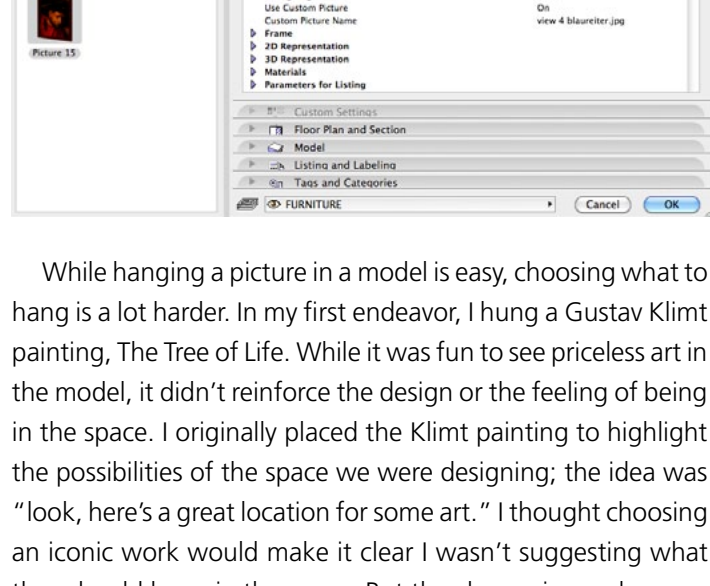 Use Custom Picture On
Custom Picture Name view 4 blaureiter.jpg
Frame
2D Representation
3D Representation
Materials
Parameters for Listing
Picture 15
Custom Settings
Floor Plan and Section
Model
Listing and Labeling
Tags and Categories
FURNITURE Cancel OK
While hanging a picture in a model is easy, choosing what to
hang is a lot harder. In my first endeavor, I hung a Gustav Klimt
painting, The Tree of Life. While it was fun to see priceless art in
the model, it didn’t reinforce the design or the feeling of being
in the space. I originally placed the Klimt painting to highlight
the possibilities of the space we were designing; the idea was
“look, here’s a great location for some art.” I thought choosing
an iconic work would make it clear I wasn’t suggesting what